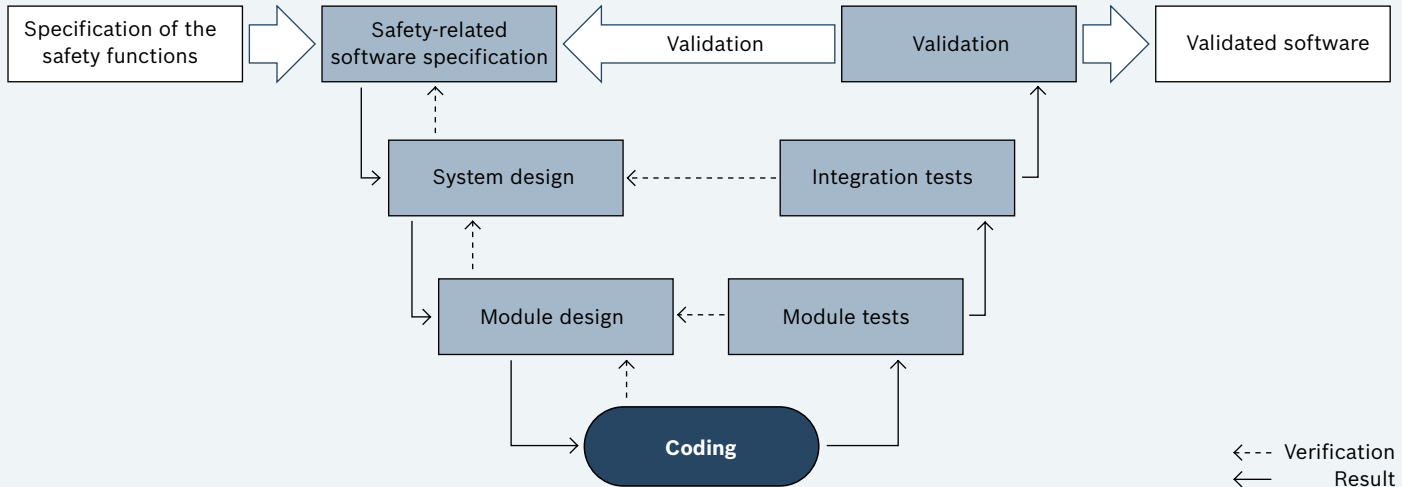 Specification of the
safety functions
Safety-related
software specification
Validation
Validation
Validated software
System design
Integration tests
Module design
Module tests
Coding
Verification
Result